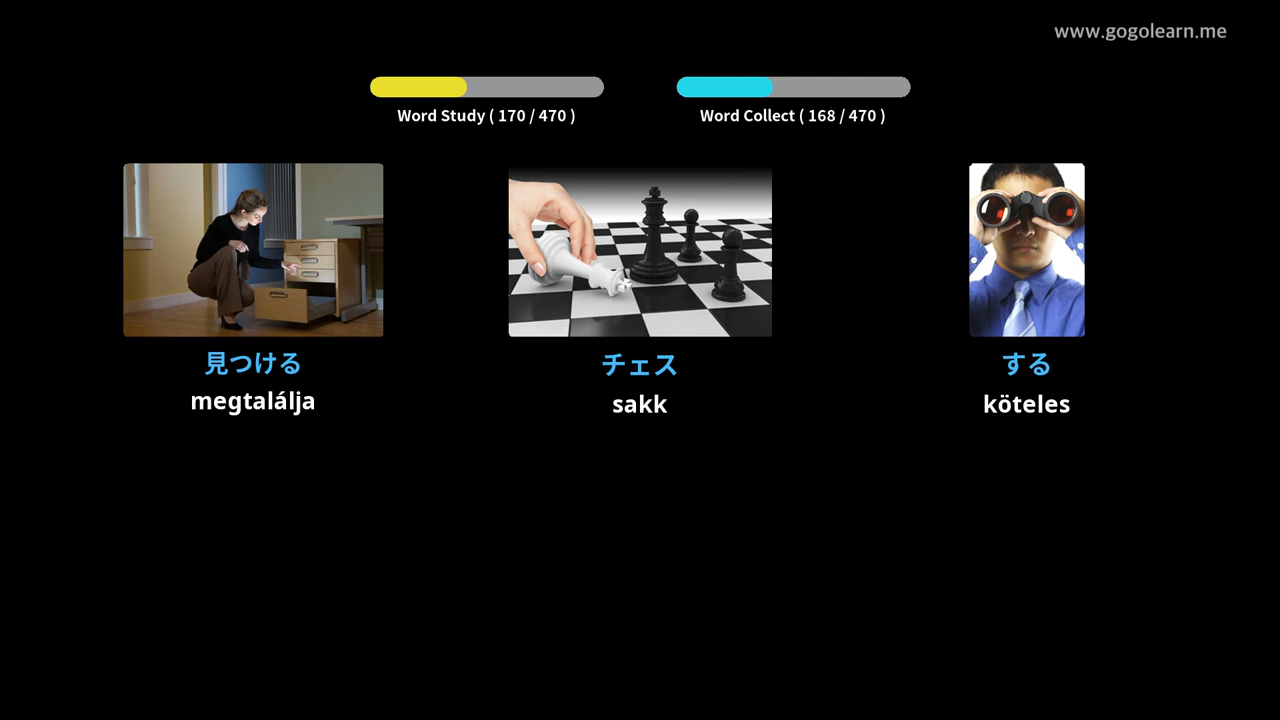 www.gogolearn.me
Word Study ( 170 / 470 )
Word Collect ( 168 / 470 )
見つける
チェス
する
megtalálja
sakk
köteles